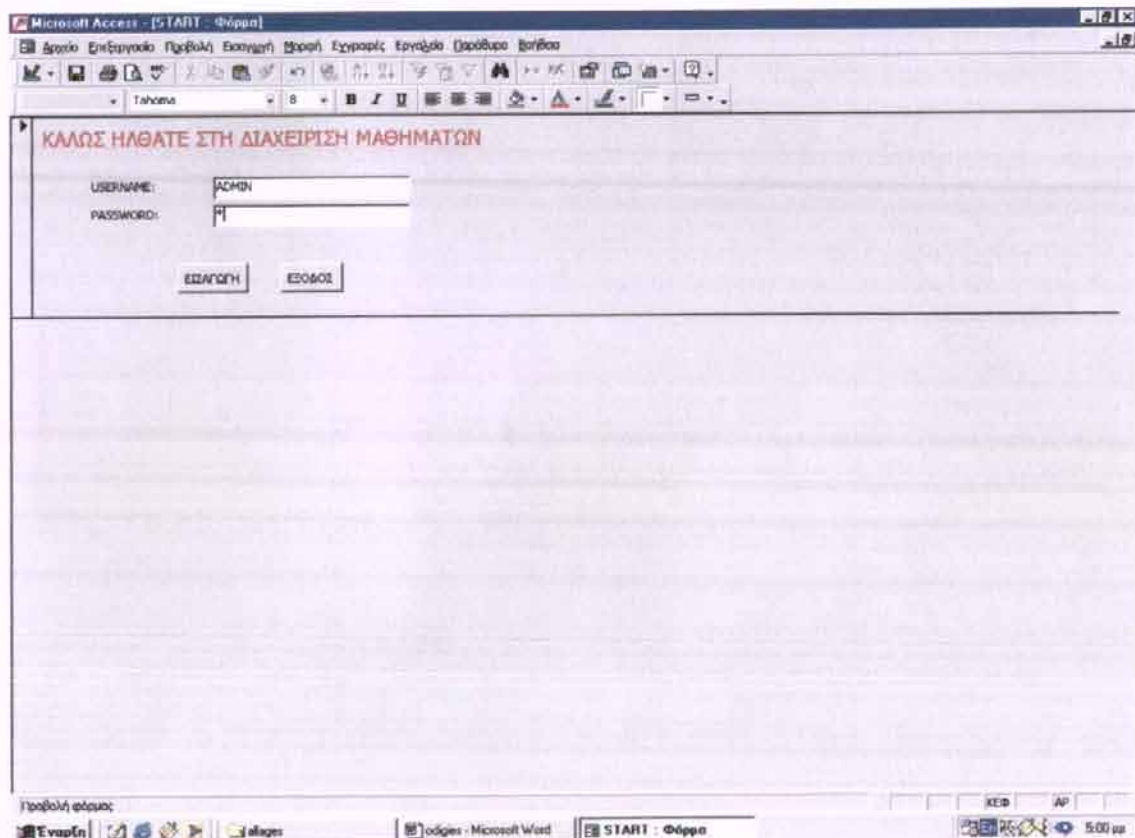 Microsoft Access - [START : Φόρμα]
Αρχείο Επεξεργασία Προβολή Εισαγωγή Μορφή Εγγραφές Εργαλεία Παράθυρο Βοήθεια
Tahoma 8 B I U
ΚΑΛΩΣ ΗΛΘΑΤΕ ΣΤΗ ΔΙΑΧΕΙΡΙΣΗ ΜΑΘΗΜΑΤΩΝ
USERNAME: ADMIN
PASSWORD: *
ΕΙΣΑΓΩΓΗ ΕΞΟΔΟΣ
Προβολή φόρμας ΚΕΦ ΑΡ
Έναρξη allages odigies - Microsoft Word START : Φόρμα 5:00 μμ